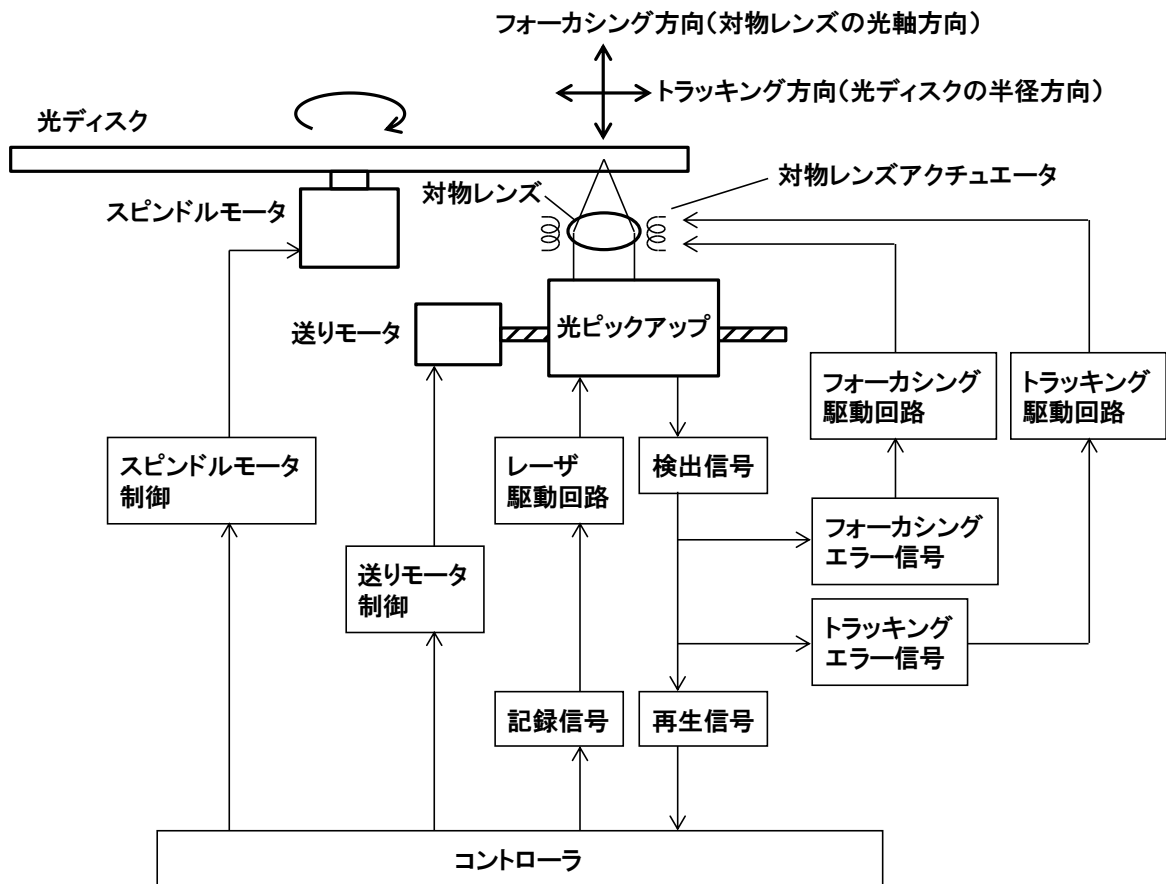 フォーカシング方向(対物レンズの光軸方向)
トラッキング方向(光ディスクの半径方向)
光ディスク
対物レンズアクチュエータ
対物レンズ
スピンドルモータ
送りモータ
光ピックアップ
フォーカシング
駆動回路
トラッキング
駆動回路
スピンドルモータ
制御
レーザ
駆動回路
検出信号
フォーカシング
エラー信号
送りモータ
制御
トラッキング
エラー信号
記録信号
再生信号
コントローラ